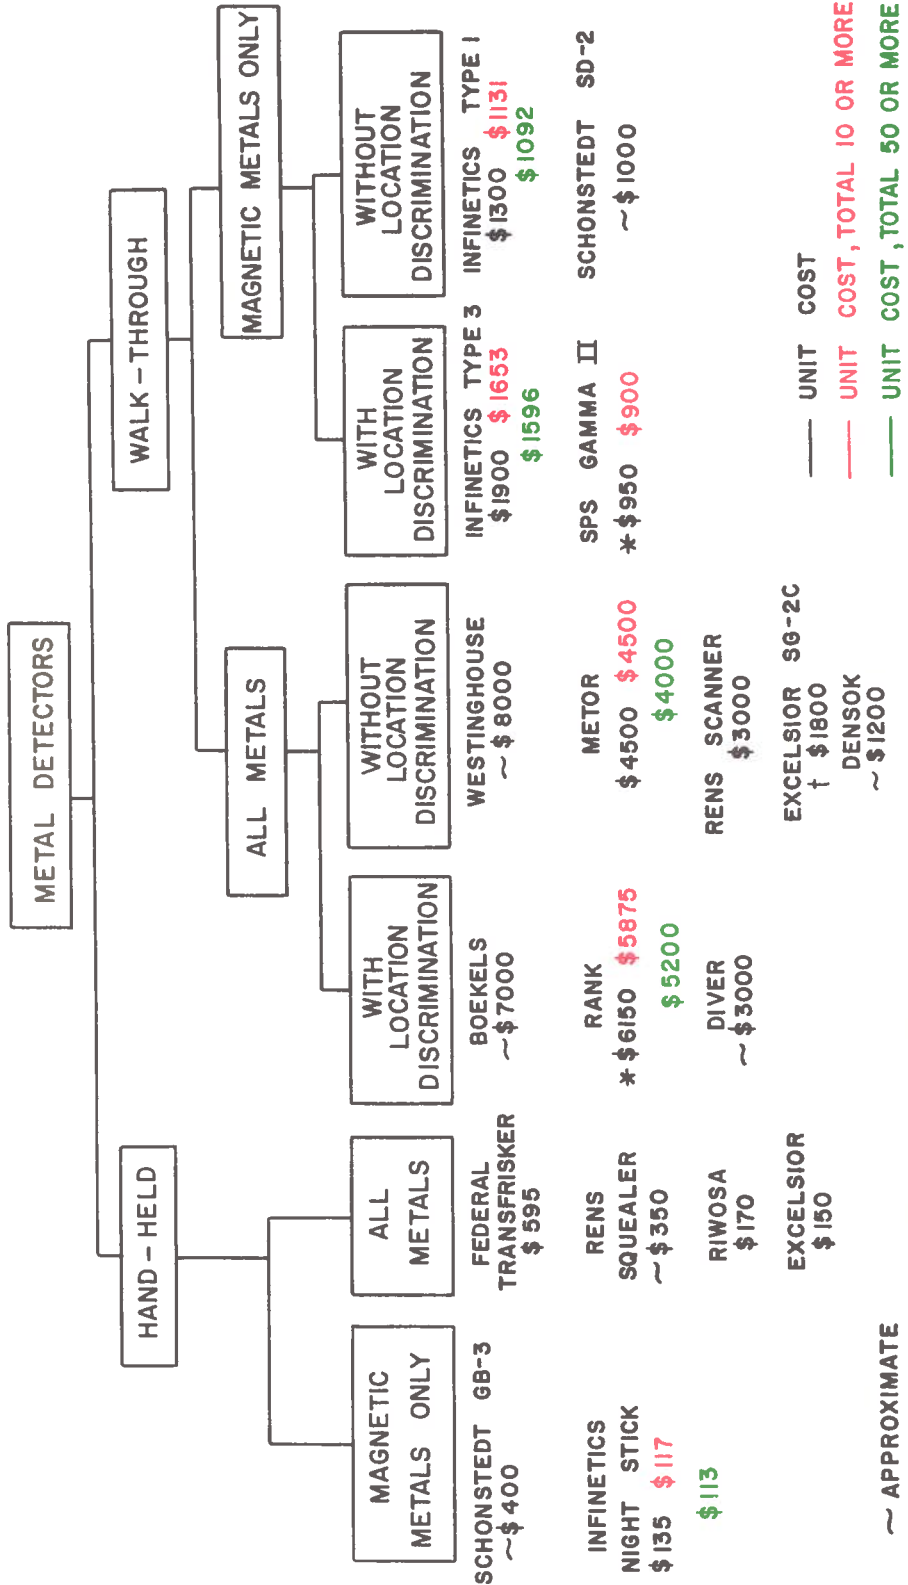 METAL DETECTORS
HAND-HELD
WALK-THROUGH
ALL METALS
MAGNETIC METALS ONLY
MAGNETIC
METALS ONLY
ALL
METALS
WITH
LOCATION
DISCRIMINATION
WITHOUT
LOCATION
DISCRIMINATION
WITH
LOCATION
DISCRIMINATION
WITHOUT
LOCATION
DISCRIMINATION
SCHONSTEDT GB-3
~$400
INFINETICS
NIGHT STICK
$135 $117
$113
FEDERAL
TRANSFRISKER
$595
RENS
SQUEALER
~$350
RIWOSA
$170
EXCELSIOR
$150
BOEKELS
~$7000
RANK
*$6150 $5875
$5200
DIVER
~$3000
WESTINGHOUSE
~$8000
METOR
$4500 $4500
$4000
RENS SCANNER
$3000
EXCELSIOR SG-2C
† $1800
DENSOK
~$1200
INFINETICS TYPE 3
$1900 $1653
$1596
SPS GAMMA II
*$950 $900
INFINETICS TYPE 1
$1300 $1131
$1092
SCHONSTEDT SD-2
~$1000
~ APPROXIMATE
UNIT COST
UNIT COST, TOTAL 10 OR MORE
UNIT COST, TOTAL 50 OR MORE